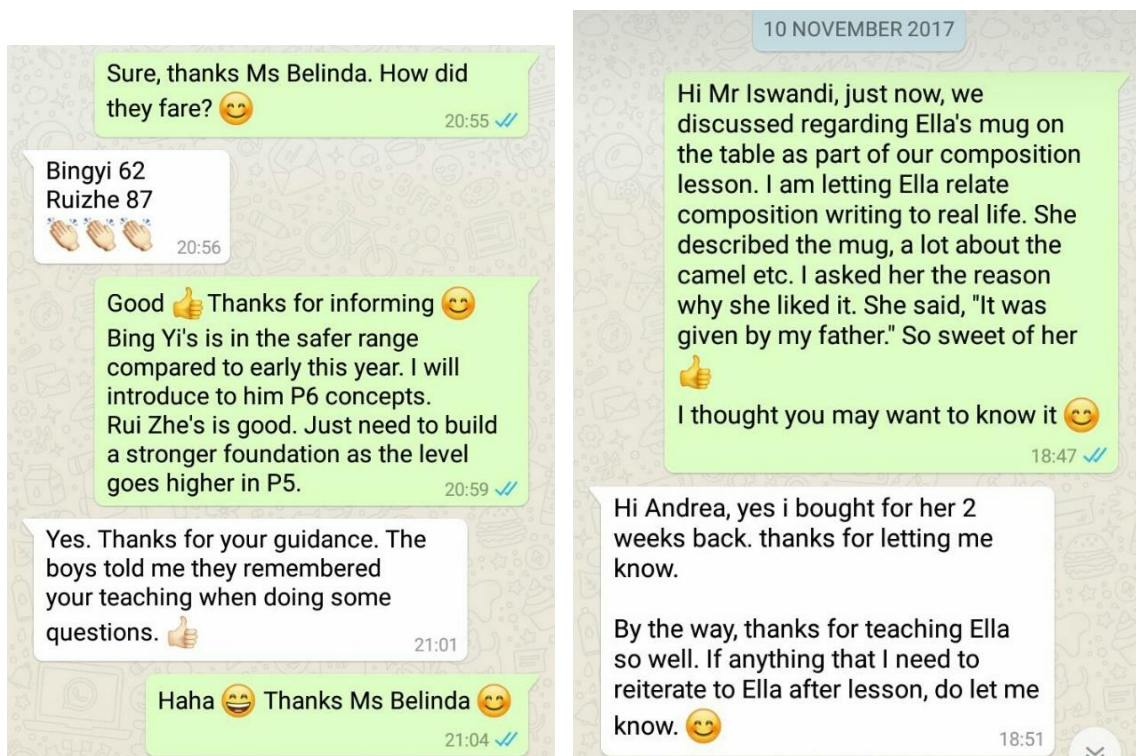 Sure, thanks Ms Belinda. How did
they fare? 😊
20:55
Bingyi 62
Ruizhe 87
👏🏻👏🏻👏🏻
20:56
Good 👍 Thanks for informing 😊
Bing Yi's is in the safer range
compared to early this year. I will
introduce to him P6 concepts.
Rui Zhe's is good. Just need to build
a stronger foundation as the level
goes higher in P5.
20:59
Yes. Thanks for your guidance. The
boys told me they remembered
your teaching when doing some
questions. 👍🏻
21:01
Haha 😄 Thanks Ms Belinda 😊
21:04
10 NOVEMBER 2017
Hi Mr Iswandi, just now, we
discussed regarding Ella's mug on
the table as part of our composition
lesson. I am letting Ella relate
composition writing to real life. She
described the mug, a lot about the
camel etc. I asked her the reason
why she liked it. She said, "It was
given by my father." So sweet of her
👍
I thought you may want to know it 😊
18:47
Hi Andrea, yes i bought for her 2
weeks back. thanks for letting me
know.
By the way, thanks for teaching Ella
so well. If anything that I need to
reiterate to Ella after lesson, do let me
know. 😊
18:51